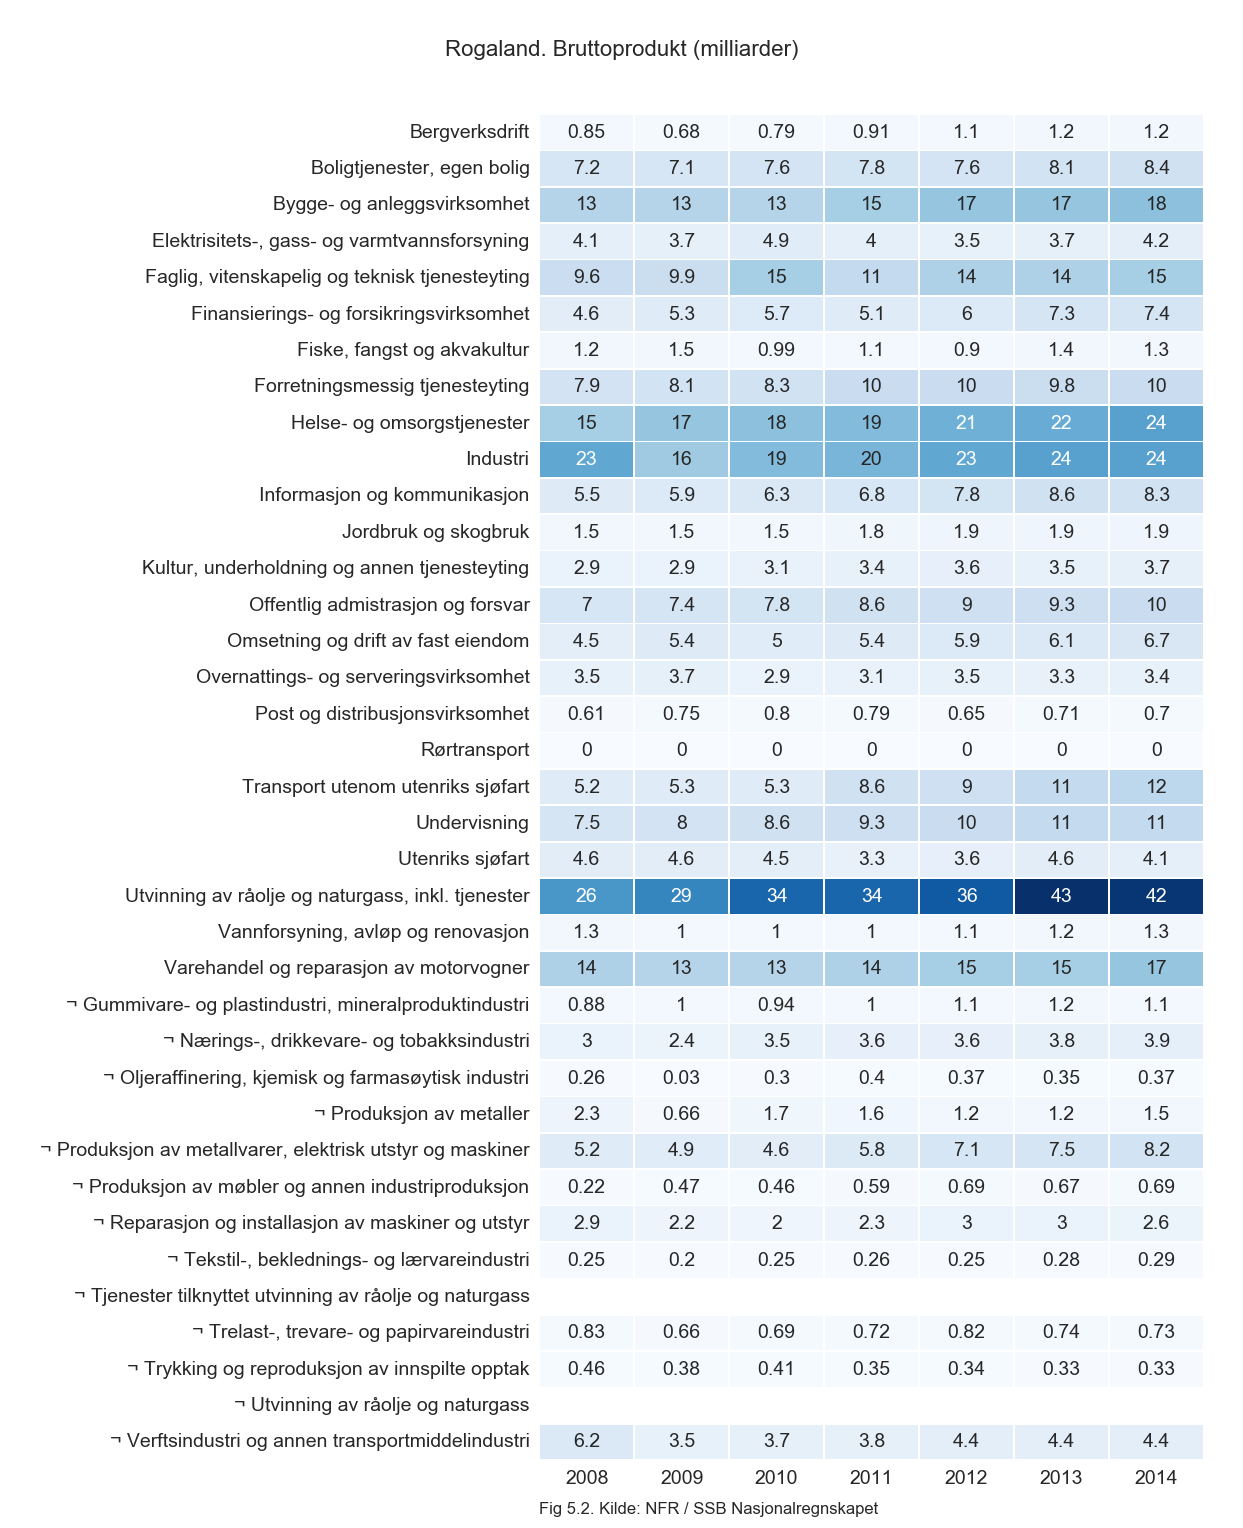 Rogaland. Bruttoprodukt (milliarder)
Bergverksdrift 0.85 0.68 0.79 0.91 1.1 1.2 1.2
Boligtjenester, egen bolig 7.2 7.1 7.6 7.8 7.6 8.1 8.4
Bygge- og anleggsvirksomhet 13 13 13 15 17 17 18
Elektrisitets-, gass- og varmtvannsforsyning 4.1 3.7 4.9 4 3.5 3.7 4.2
Faglig, vitenskapelig og teknisk tjenesteyting 9.6 9.9 15 11 14 14 15
Finansierings- og forsikringsvirksomhet 4.6 5.3 5.7 5.1 6 7.3 7.4
Fiske, fangst og akvakultur 1.2 1.5 0.99 1.1 0.9 1.4 1.3
Forretningsmessig tjenesteyting 7.9 8.1 8.3 10 10 9.8 10
Helse- og omsorgstjenester 15 17 18 19 21 22 24
Industri 23 16 19 20 23 24 24
Informasjon og kommunikasjon 5.5 5.9 6.3 6.8 7.8 8.6 8.3
Jordbruk og skogbruk 1.5 1.5 1.5 1.8 1.9 1.9 1.9
Kultur, underholdning og annen tjenesteyting 2.9 2.9 3.1 3.4 3.6 3.5 3.7
Offentlig admistrasjon og forsvar 7 7.4 7.8 8.6 9 9.3 10
Omsetning og drift av fast eiendom 4.5 5.4 5 5.4 5.9 6.1 6.7
Overnattings- og serveringsvirksomhet 3.5 3.7 2.9 3.1 3.5 3.3 3.4
Post og distribusjonsvirksomhet 0.61 0.75 0.8 0.79 0.65 0.71 0.7
Rørtransport 0 0 0 0 0 0 0
Transport utenom utenriks sjøfart 5.2 5.3 5.3 8.6 9 11 12
Undervisning 7.5 8 8.6 9.3 10 11 11
Utenriks sjøfart 4.6 4.6 4.5 3.3 3.6 4.6 4.1
Utvinning av råolje og naturgass, inkl. tjenester 26 29 34 34 36 43 42
Vannforsyning, avløp og renovasjon 1.3 1 1 1 1.1 1.2 1.3
Varehandel og reparasjon av motorvogner 14 13 13 14 15 15 17
¬ Gummivare- og plastindustri, mineralproduktindustri 0.88 1 0.94 1 1.1 1.2 1.1
¬ Nærings-, drikkevare- og tobakksindustri 3 2.4 3.5 3.6 3.6 3.8 3.9
¬ Oljeraffinering, kjemisk og farmasøytisk industri 0.26 0.03 0.3 0.4 0.37 0.35 0.37
¬ Produksjon av metaller 2.3 0.66 1.7 1.6 1.2 1.2 1.5
¬ Produksjon av metallvarer, elektrisk utstyr og maskiner 5.2 4.9 4.6 5.8 7.1 7.5 8.2
¬ Produksjon av møbler og annen industriproduksjon 0.22 0.47 0.46 0.59 0.69 0.67 0.69
¬ Reparasjon og installasjon av maskiner og utstyr 2.9 2.2 2 2.3 3 3 2.6
¬ Tekstil-, beklednings- og lærvareindustri 0.25 0.2 0.25 0.26 0.25 0.28 0.29
¬ Tjenester tilknyttet utvinning av råolje og naturgass
¬ Trelast-, trevare- og papirvareindustri 0.83 0.66 0.69 0.72 0.82 0.74 0.73
¬ Trykking og reproduksjon av innspilte opptak 0.46 0.38 0.41 0.35 0.34 0.33 0.33
¬ Utvinning av råolje og naturgass
¬ Verftsindustri og annen transportmiddelindustri 6.2 3.5 3.7 3.8 4.4 4.4 4.4
2008 2009 2010 2011 2012 2013 2014
Fig 5.2. Kilde: NFR / SSB Nasjonalregnskapet